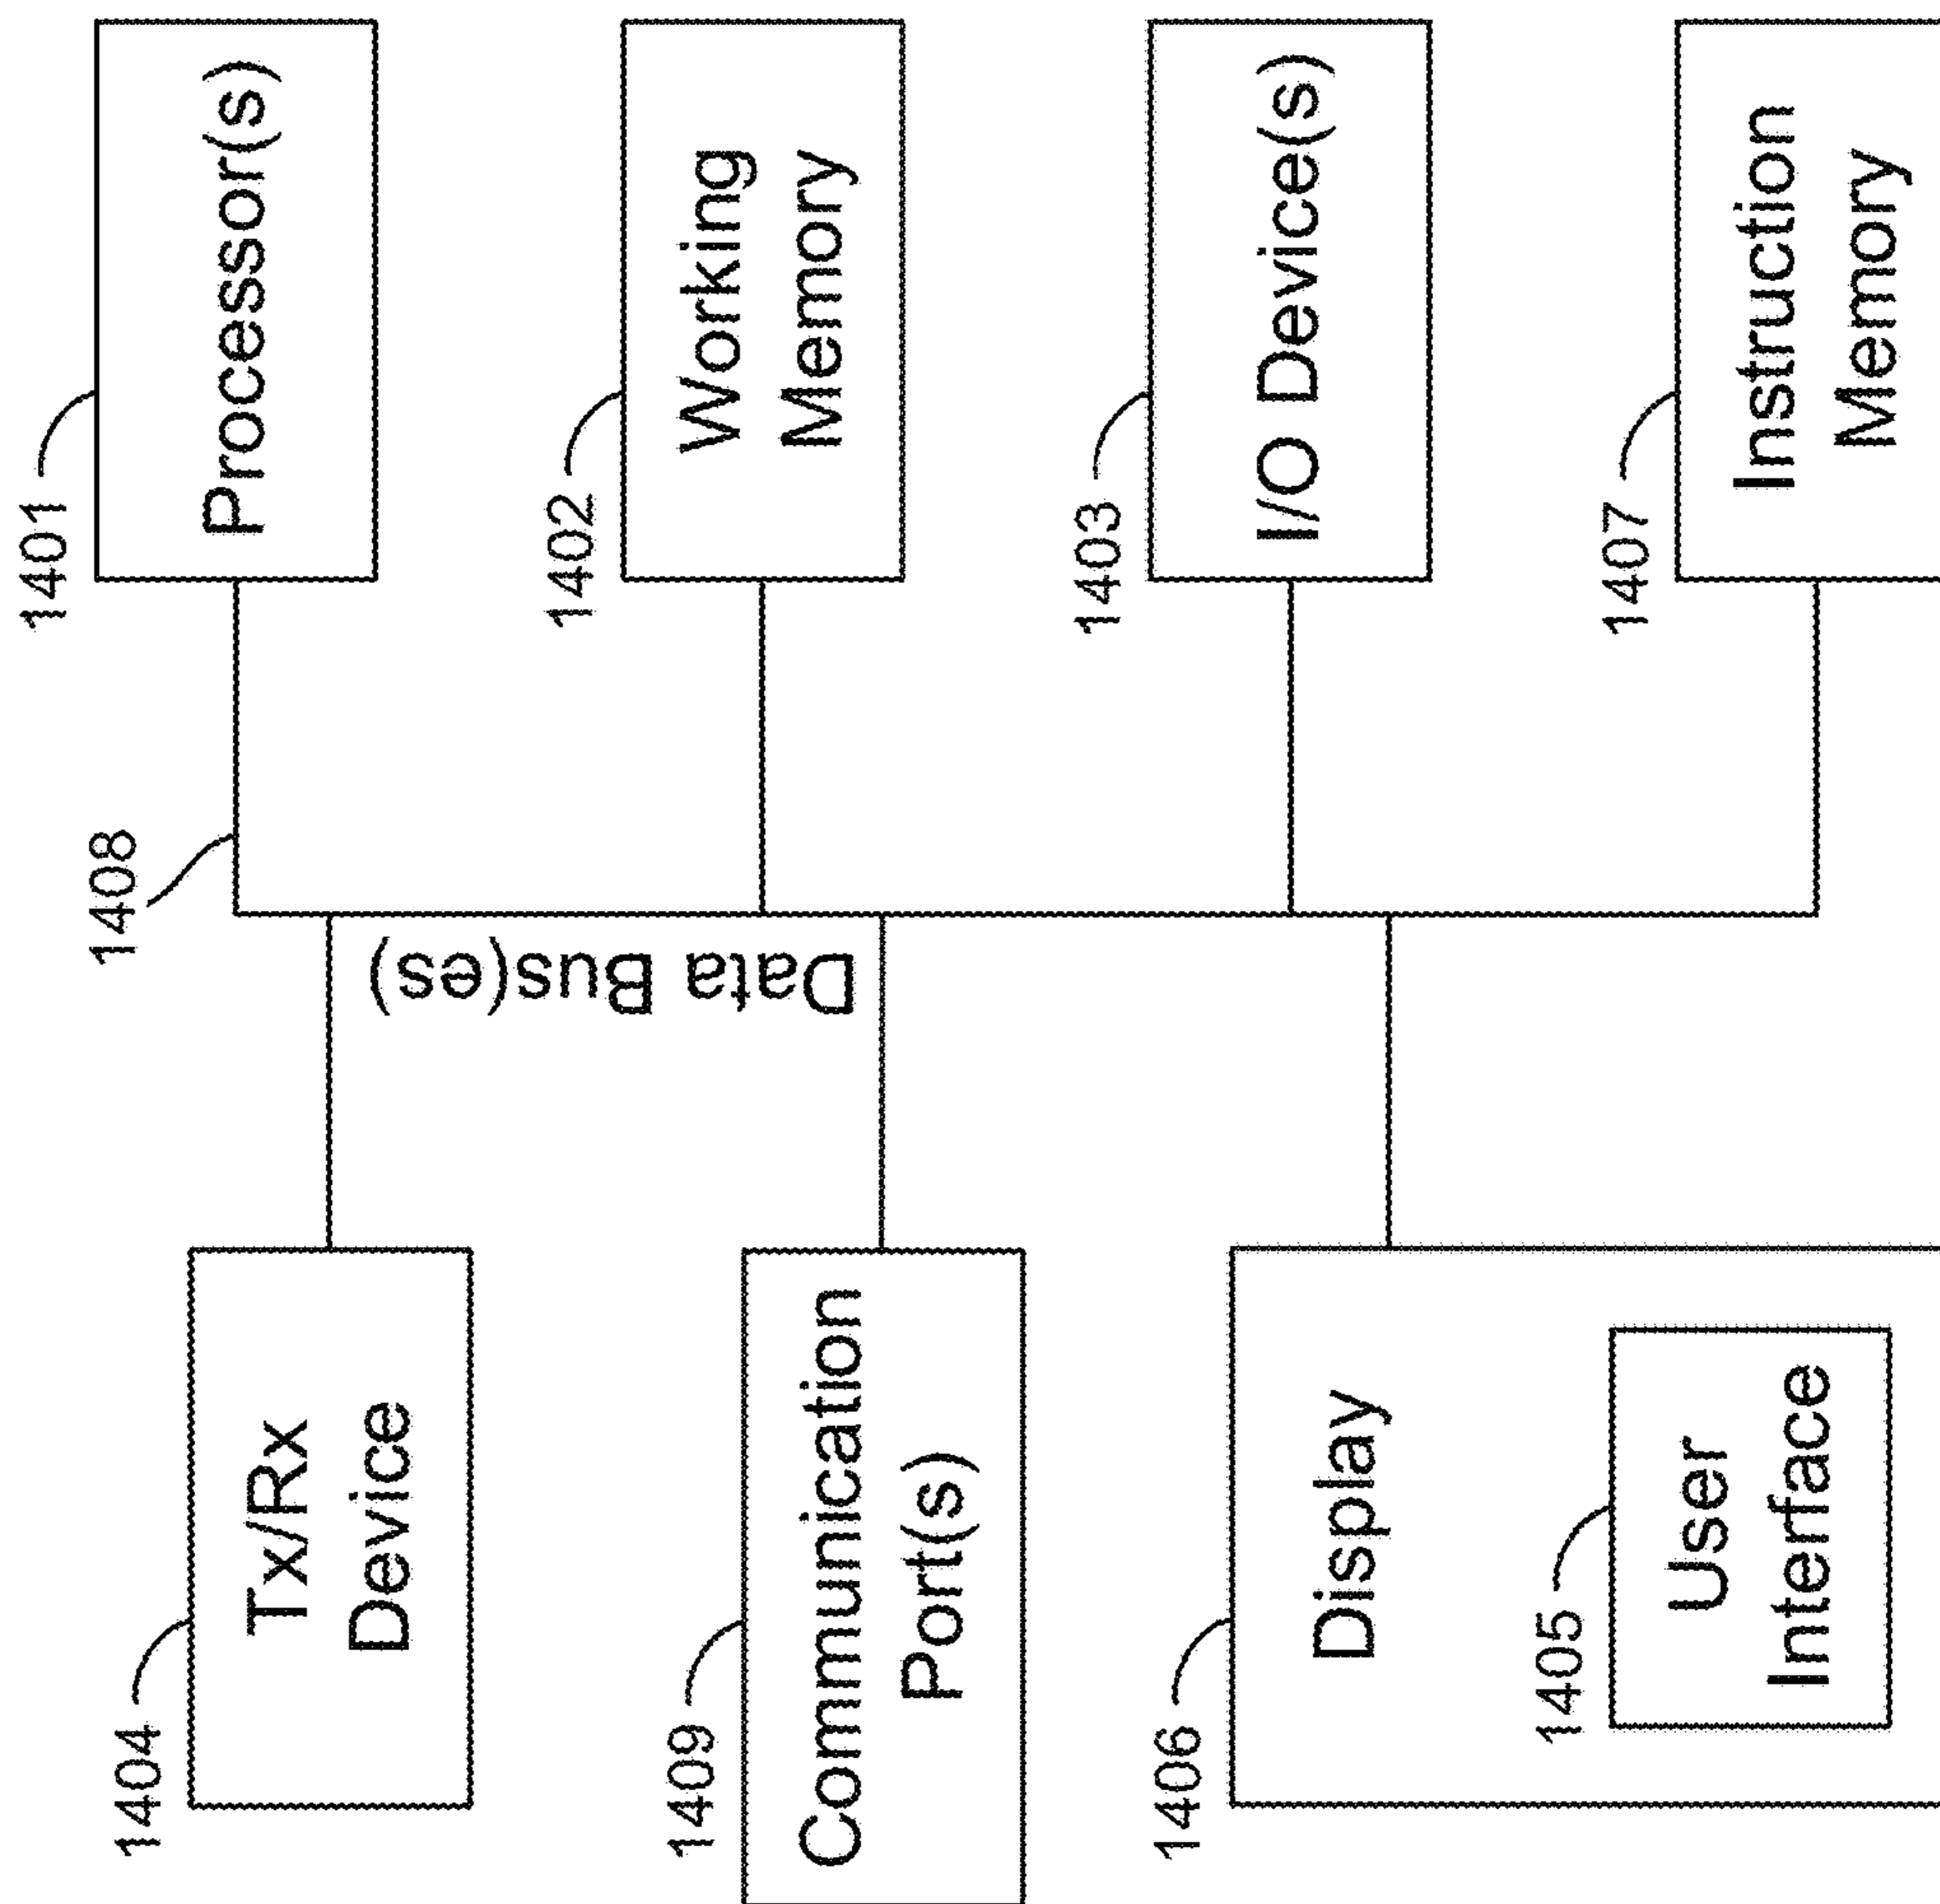 1404
Tx/Rx
Device
1409
Communication
Port(s)
1406
Display
1405
User
Interface
1408
Data Bus(es)
1401
Processor(s)
1402
Working
Memory
1403
I/O Device(s)
1407
Instruction
Memory